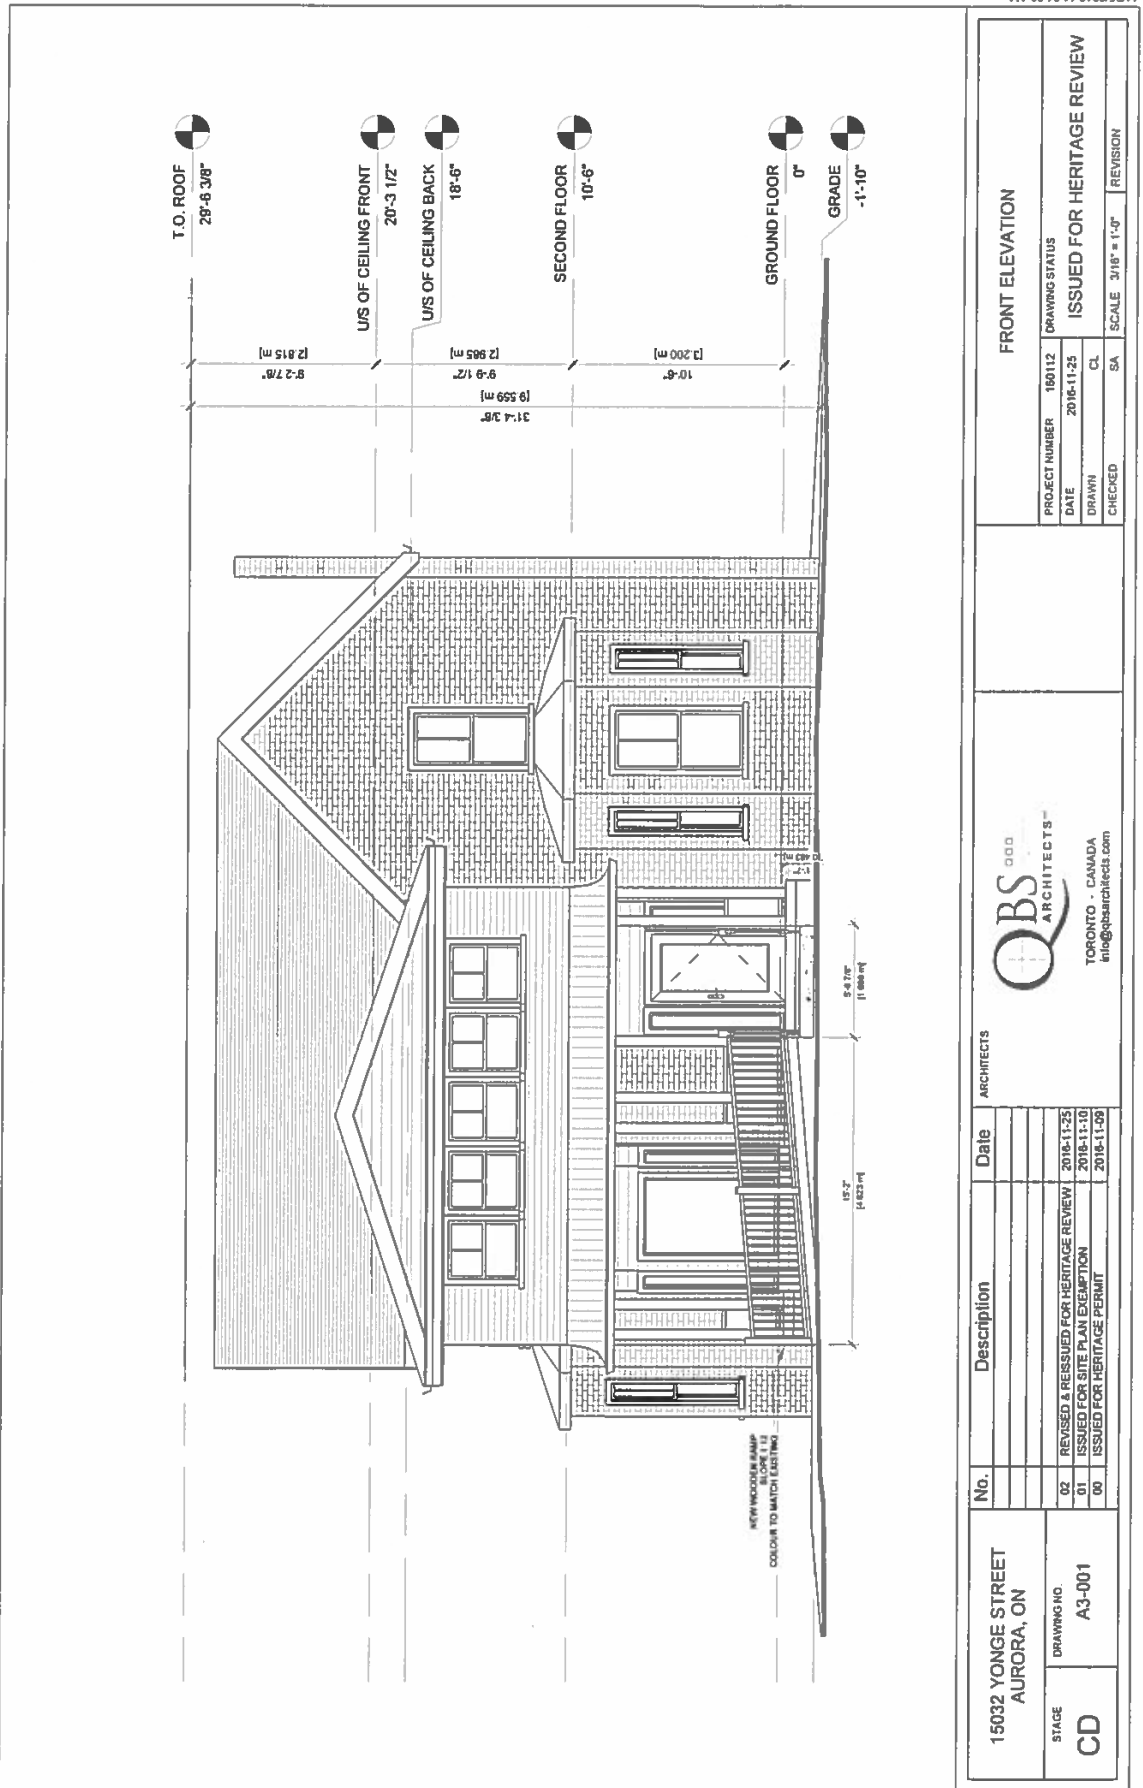 T.O. ROOF
29'-6 3/8"
U/S OF CEILING FRONT
20'-3 1/2"
U/S OF CEILING BACK
18'-6"
SECOND FLOOR
10'-6"
GROUND FLOOR
0"
GRADE
-1'-10"
9'-2 7/8"
[2.815 m]
9'-9 1/2"
[2.985 m]
10'-6"
[3.200 m]
31'-4 3/8"
[9.559 m]
1'-7"
15'-2"
[4.623 m]
NEW WOODEN RAMP
SLOPE 1:12
COLOUR TO MATCH EXISTING
15032 YONGE STREET
AURORA, ON
STAGE
CD
DRAWING NO.
A3-001
No. Description Date
02 REVISED & REISSUED FOR HERITAGE REVIEW 2016-11-25
01 ISSUED FOR SITE PLAN EXEMPTION 2016-11-10
00 ISSUED FOR HERITAGE PERMIT 2016-11-09
ARCHITECTS
QBS
ARCHITECTS
TORONTO - CANADA
info@qbsarchitects.com
FRONT ELEVATION
PROJECT NUMBER 160112
DATE 2016-11-25
DRAWN CL
CHECKED SA
DRAWING STATUS
ISSUED FOR HERITAGE REVIEW
SCALE 3/16" = 1'-0"
REVISION